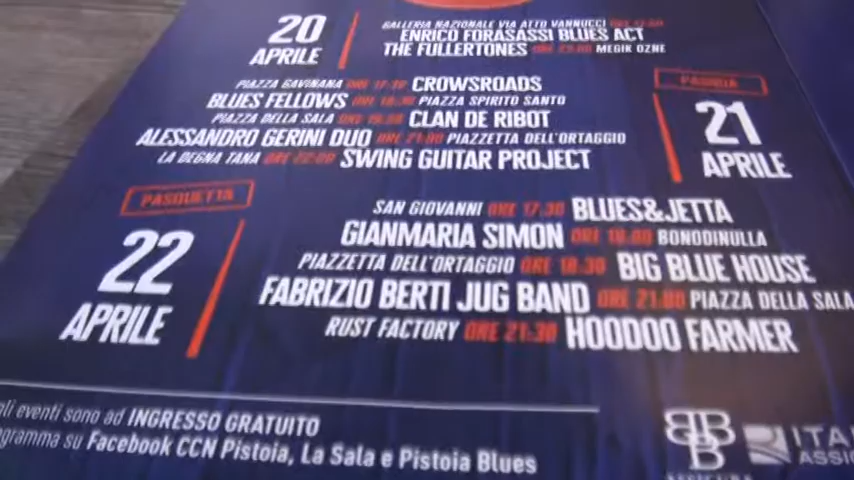 20 APRILE
GALLERIA NAZIONALE VIA ATTO VANNUCCI ORE 17:30
ENRICO FORASASSI BLUES ACT
THE FULLERTONES ORE 23:00 MEGIK OZNE
PIAZZA GAVINANA ORE 17:30 CROWSROADS
BLUES FELLOWS ORE 18:30 PIAZZA SPIRITO SANTO
PIAZZA DELLA SALA CLAN DE RIBOT
ALESSANDRO GERINI DUO ORE 21:00 PIAZZETTA DELL'ORTAGGIO
LA DEGNA TANA ORE 22:00 SWING GUITAR PROJECT
PASQUA
21
APRILE
PASQUETTA
22
APRILE
SAN GIOVANNI ORE 17:30 BLUES&JETTA
GIANMARIA SIMON ORE 18:00 BONODINULLA
PIAZZETTA DELL'ORTAGGIO ORE 18:30 BIG BLUE HOUSE
FABRIZIO BERTI JUG BAND ORE 21:00 PIAZZA DELLA SALA
RUST FACTORY ORE 21:30 HOODOO FARMER
gli eventi sono ad INGRESSO GRATUITO
ogramma su Facebook CCN Pistoia, La Sala e Pistoia Blues
ITA
ASSIC